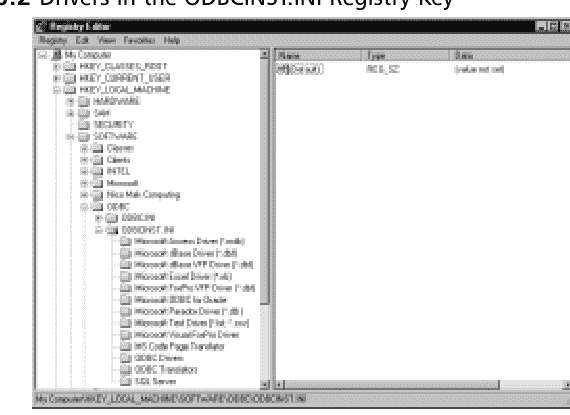 .2 Drivers in the ODBCINST.INI Registry Key
Registry Editor
Registry Edit View Favorites Help
My Computer
HKEY_CLASSES_ROOT
HKEY_CURRENT_USER
HKEY_LOCAL_MACHINE
HARDWARE
SAM
SECURITY
SOFTWARE
Classes
Clients
INTEL
Microsoft
Nico Mak Computing
ODBC
ODBC.INI
ODBCINST.INI
Microsoft Access Driver (*.mdb)
Microsoft dBase Driver (*.dbf)
Microsoft dBase VFP Driver (*.dbf)
Microsoft Excel Driver (*.xls)
Microsoft FoxPro VFP Driver (*.dbf)
Microsoft ODBC for Oracle
Microsoft Paradox Driver (*.db)
Microsoft Text Driver (*.txt; *.csv)
Microsoft Visual FoxPro Driver
MS Code Page Translator
ODBC Drivers
ODBC Translators
SQL Server
Name Type Data
(Default) REG_SZ (value not set)
My Computer\HKEY_LOCAL_MACHINE\SOFTWARE\ODBC\ODBCINST.INI